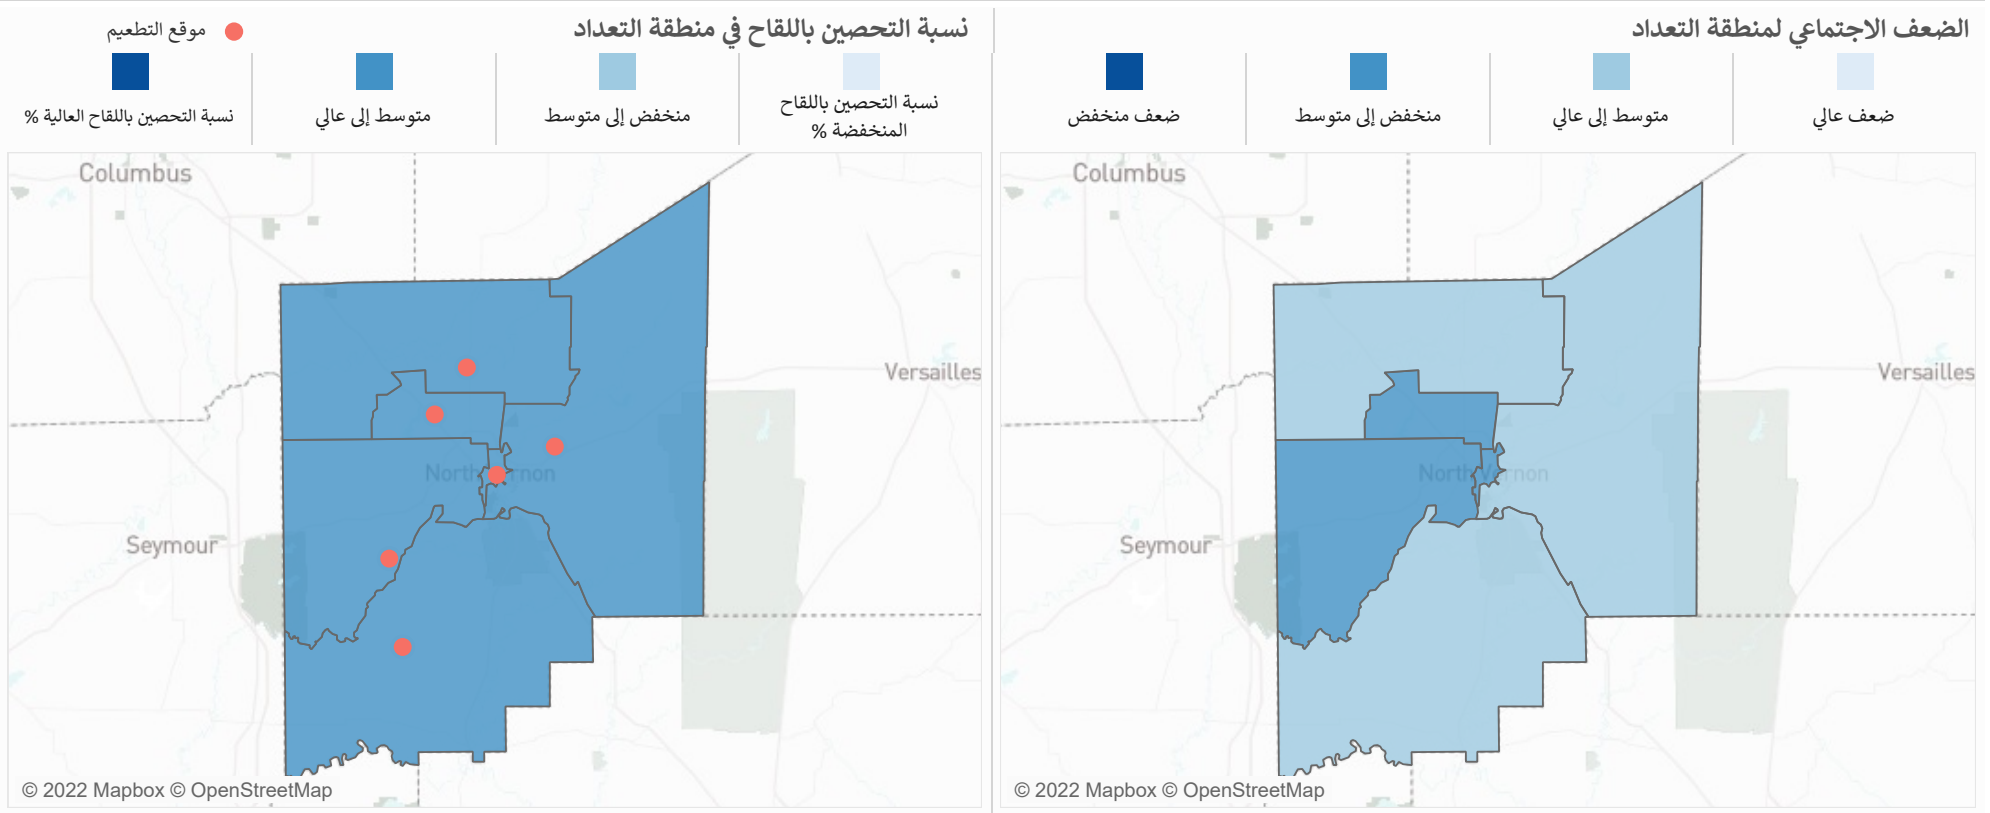 الضعف الاجتماعي لمنطقة التعداد
ضعف عالي
متوسط إلى عالي
منخفض إلى متوسط
ضعف منخفض
Columbus
Versailles
North Vernon
Seymour
© 2022 Mapbox © OpenStreetMap
نسبة التحصين باللقاح في منطقة التعداد
موقع التطعيم
نسبة التحصين باللقاح
المنخفضة %
منخفض إلى متوسط
متوسط إلى عالي
نسبة التحصين باللقاح العالية %
Columbus
Versailles
North Vernon
Seymour
© 2022 Mapbox © OpenStreetMap